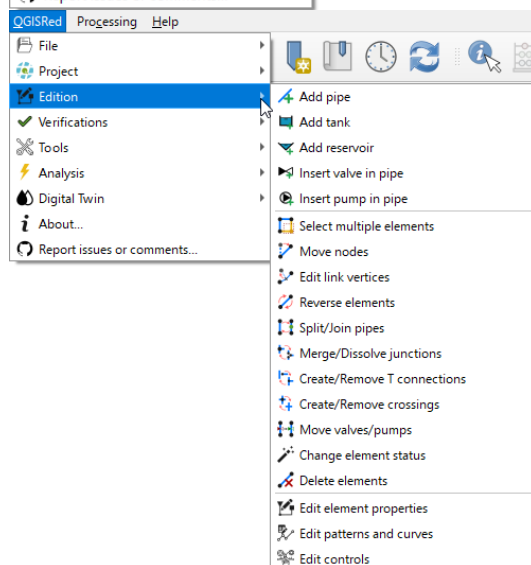 QGISRed Processing Help
File
Project
Edition
Verifications
Tools
Analysis
Digital Twin
About...
Report issues or comments...
Add pipe
Add tank
Add reservoir
Insert valve in pipe
Insert pump in pipe
Select multiple elements
Move nodes
Edit link vertices
Reverse elements
Split/Join pipes
Merge/Dissolve junctions
Create/Remove T connections
Create/Remove crossings
Move valves/pumps
Change element status
Delete elements
Edit element properties
Edit patterns and curves
Edit controls